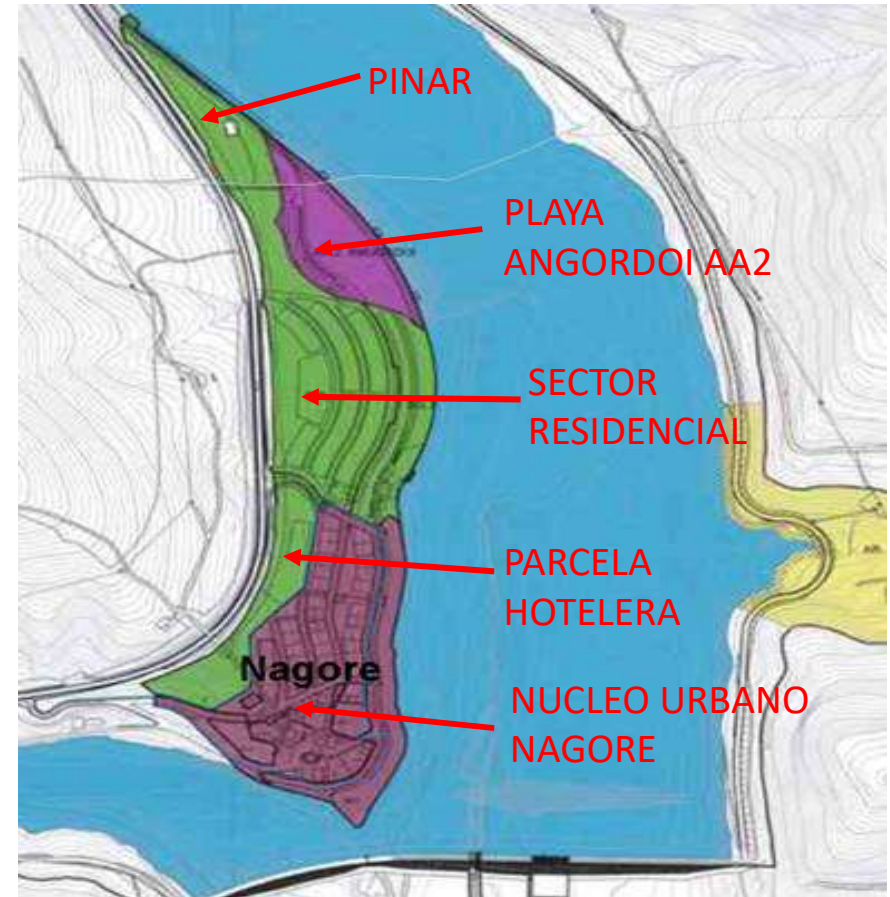 PINAR
PLAYA
ANGORDOI AA2
SECTOR
RESIDENCIAL
PARCELA
HOTELERA
Nagore
NUCLEO URBANO
NAGORE